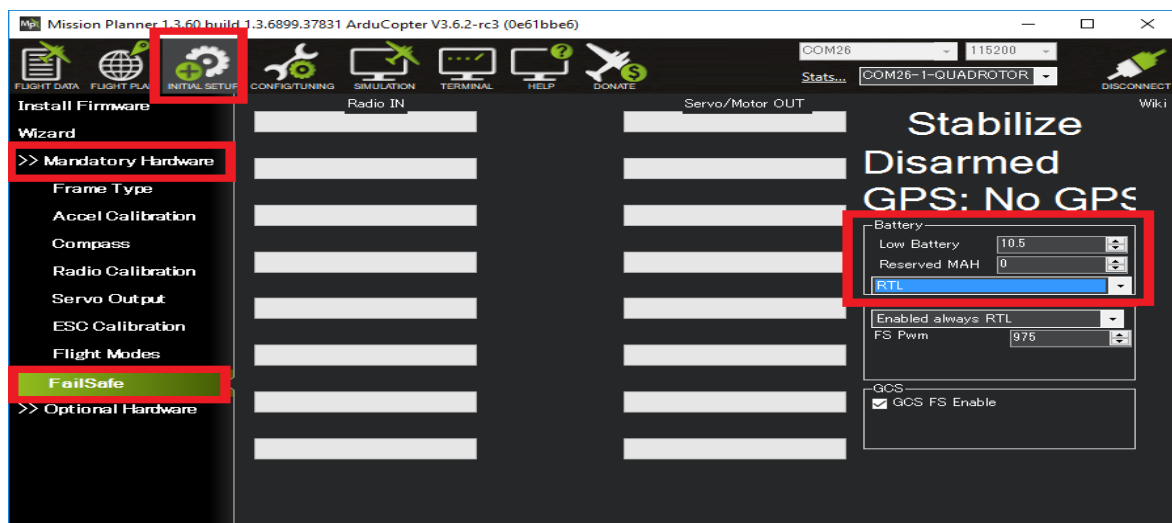 Mission Planner 1.3.60 build 1.3.6899.37831 ArduCopter V3.6.2-rc3 (0e61bbe6)
FLIGHT DATA FLIGHT PLA INITIAL SETUP CONFIG/TUNING SIMULATION TERMINAL HELP DONATE
COM26 115200
Stats... COM26-1-QUADROTOR
DISCONNECT
Install Firmware
Wizard
>> Mandatory Hardware
Frame Type
Accel Calibration
Compass
Radio Calibration
Servo Output
ESC Calibration
Flight Modes
FailSafe
>> Optional Hardware
Radio IN
Servo/Motor OUT
Wiki
Stabilize
Disarmed
GPS: No GPS
Battery
Low Battery 10.5
Reserved MAH 0
RTL
Enabled always RTL
FS Pwm 975
GCS
GCS FS Enable